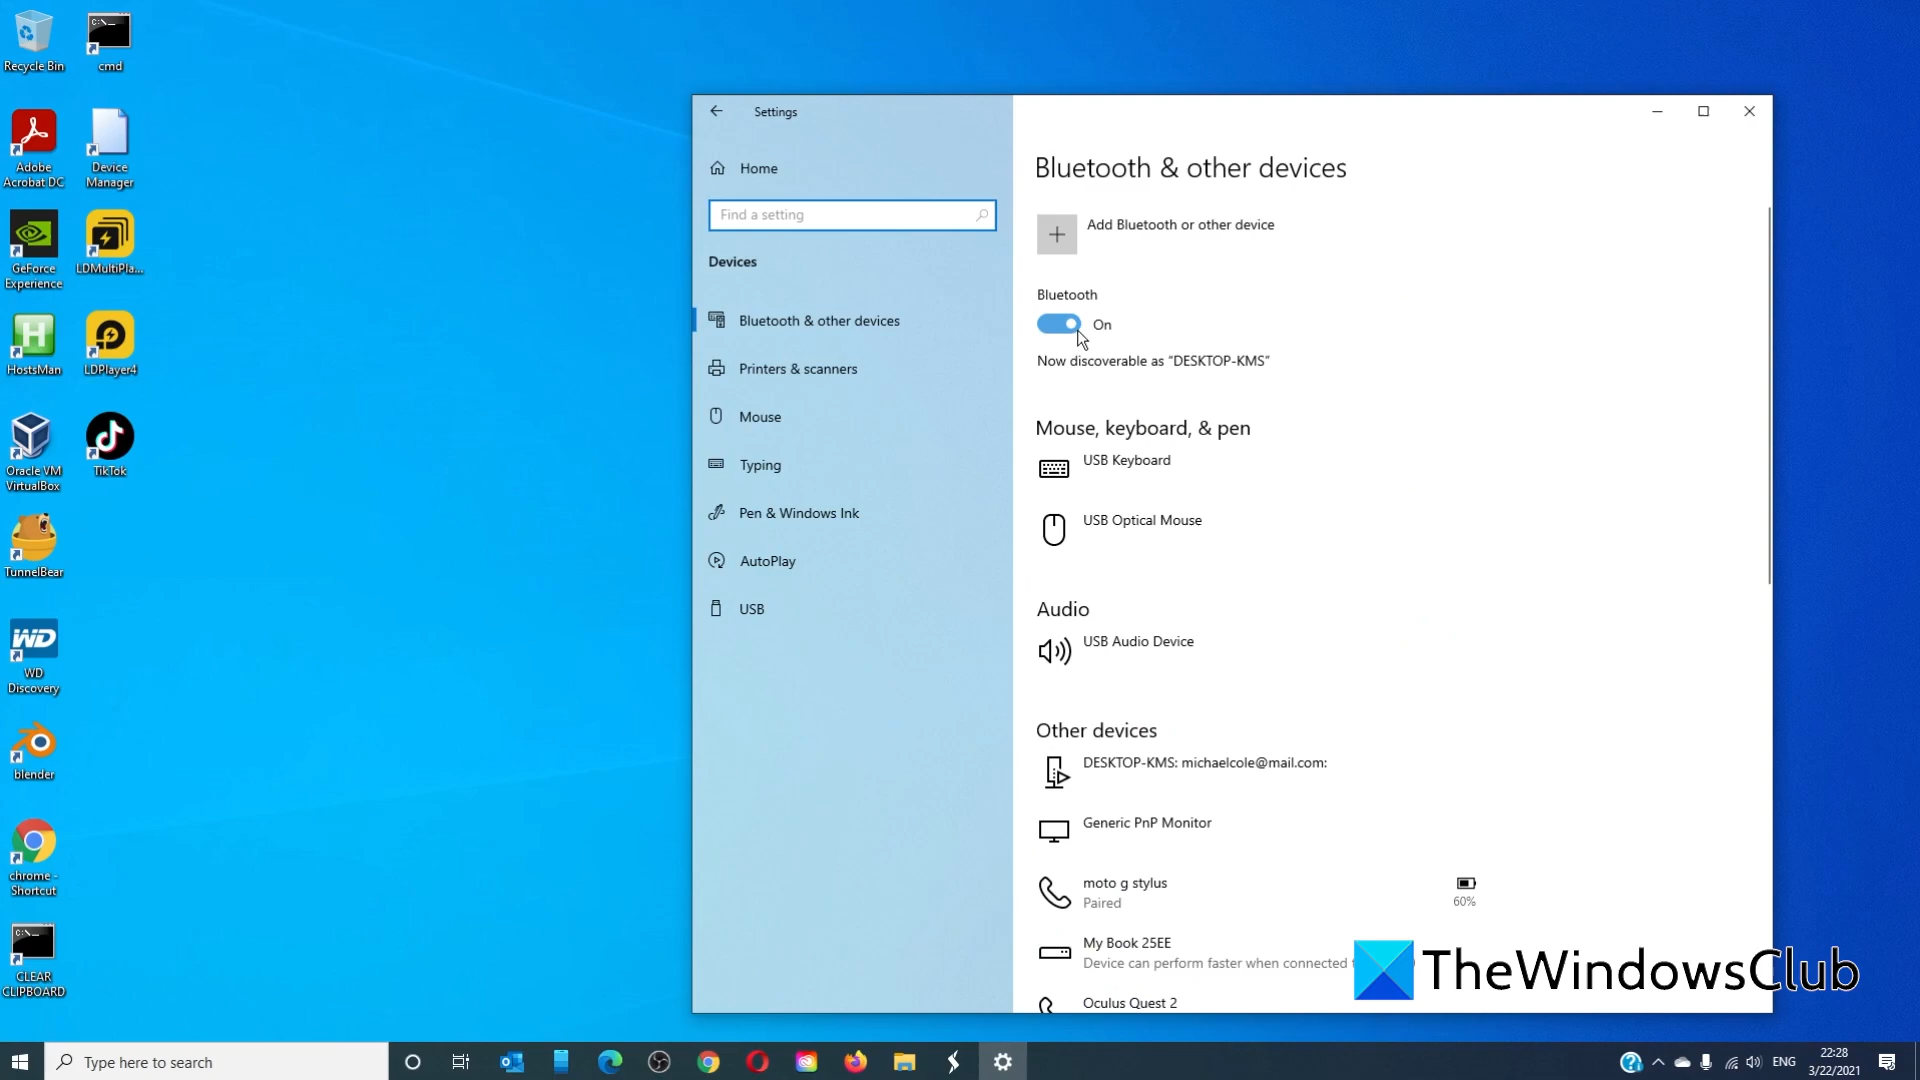 Recycle Bin
cmd
Adobe
Acrobat DC
Device
Manager
GeForce
Experience
LDMultiPla...
HostsMan
LDPlayer4
Oracle VM
VirtualBox
TikTok
TunnelBear
WD
WD
Discovery
blender
chrome -
Shortcut
CLEAR
CLIPBOARD
Settings
Home
Find a setting
Devices
Bluetooth & other devices
Printers & scanners
Mouse
Typing
Pen & Windows Ink
AutoPlay
USB
Bluetooth & other devices
Add Bluetooth or other device
Bluetooth
On
Now discoverable as “DESKTOP-KMS”
Mouse, keyboard, & pen
USB Keyboard
USB Optical Mouse
Audio
USB Audio Device
Other devices
DESKTOP-KMS: michaelcole@mail.com:
Generic PnP Monitor
moto g stylus
Paired
60%
My Book 25EE
Device can perform faster when connected
Oculus Quest 2
TheWindowsClub
Type here to search
ENG
22:28
3/22/2021